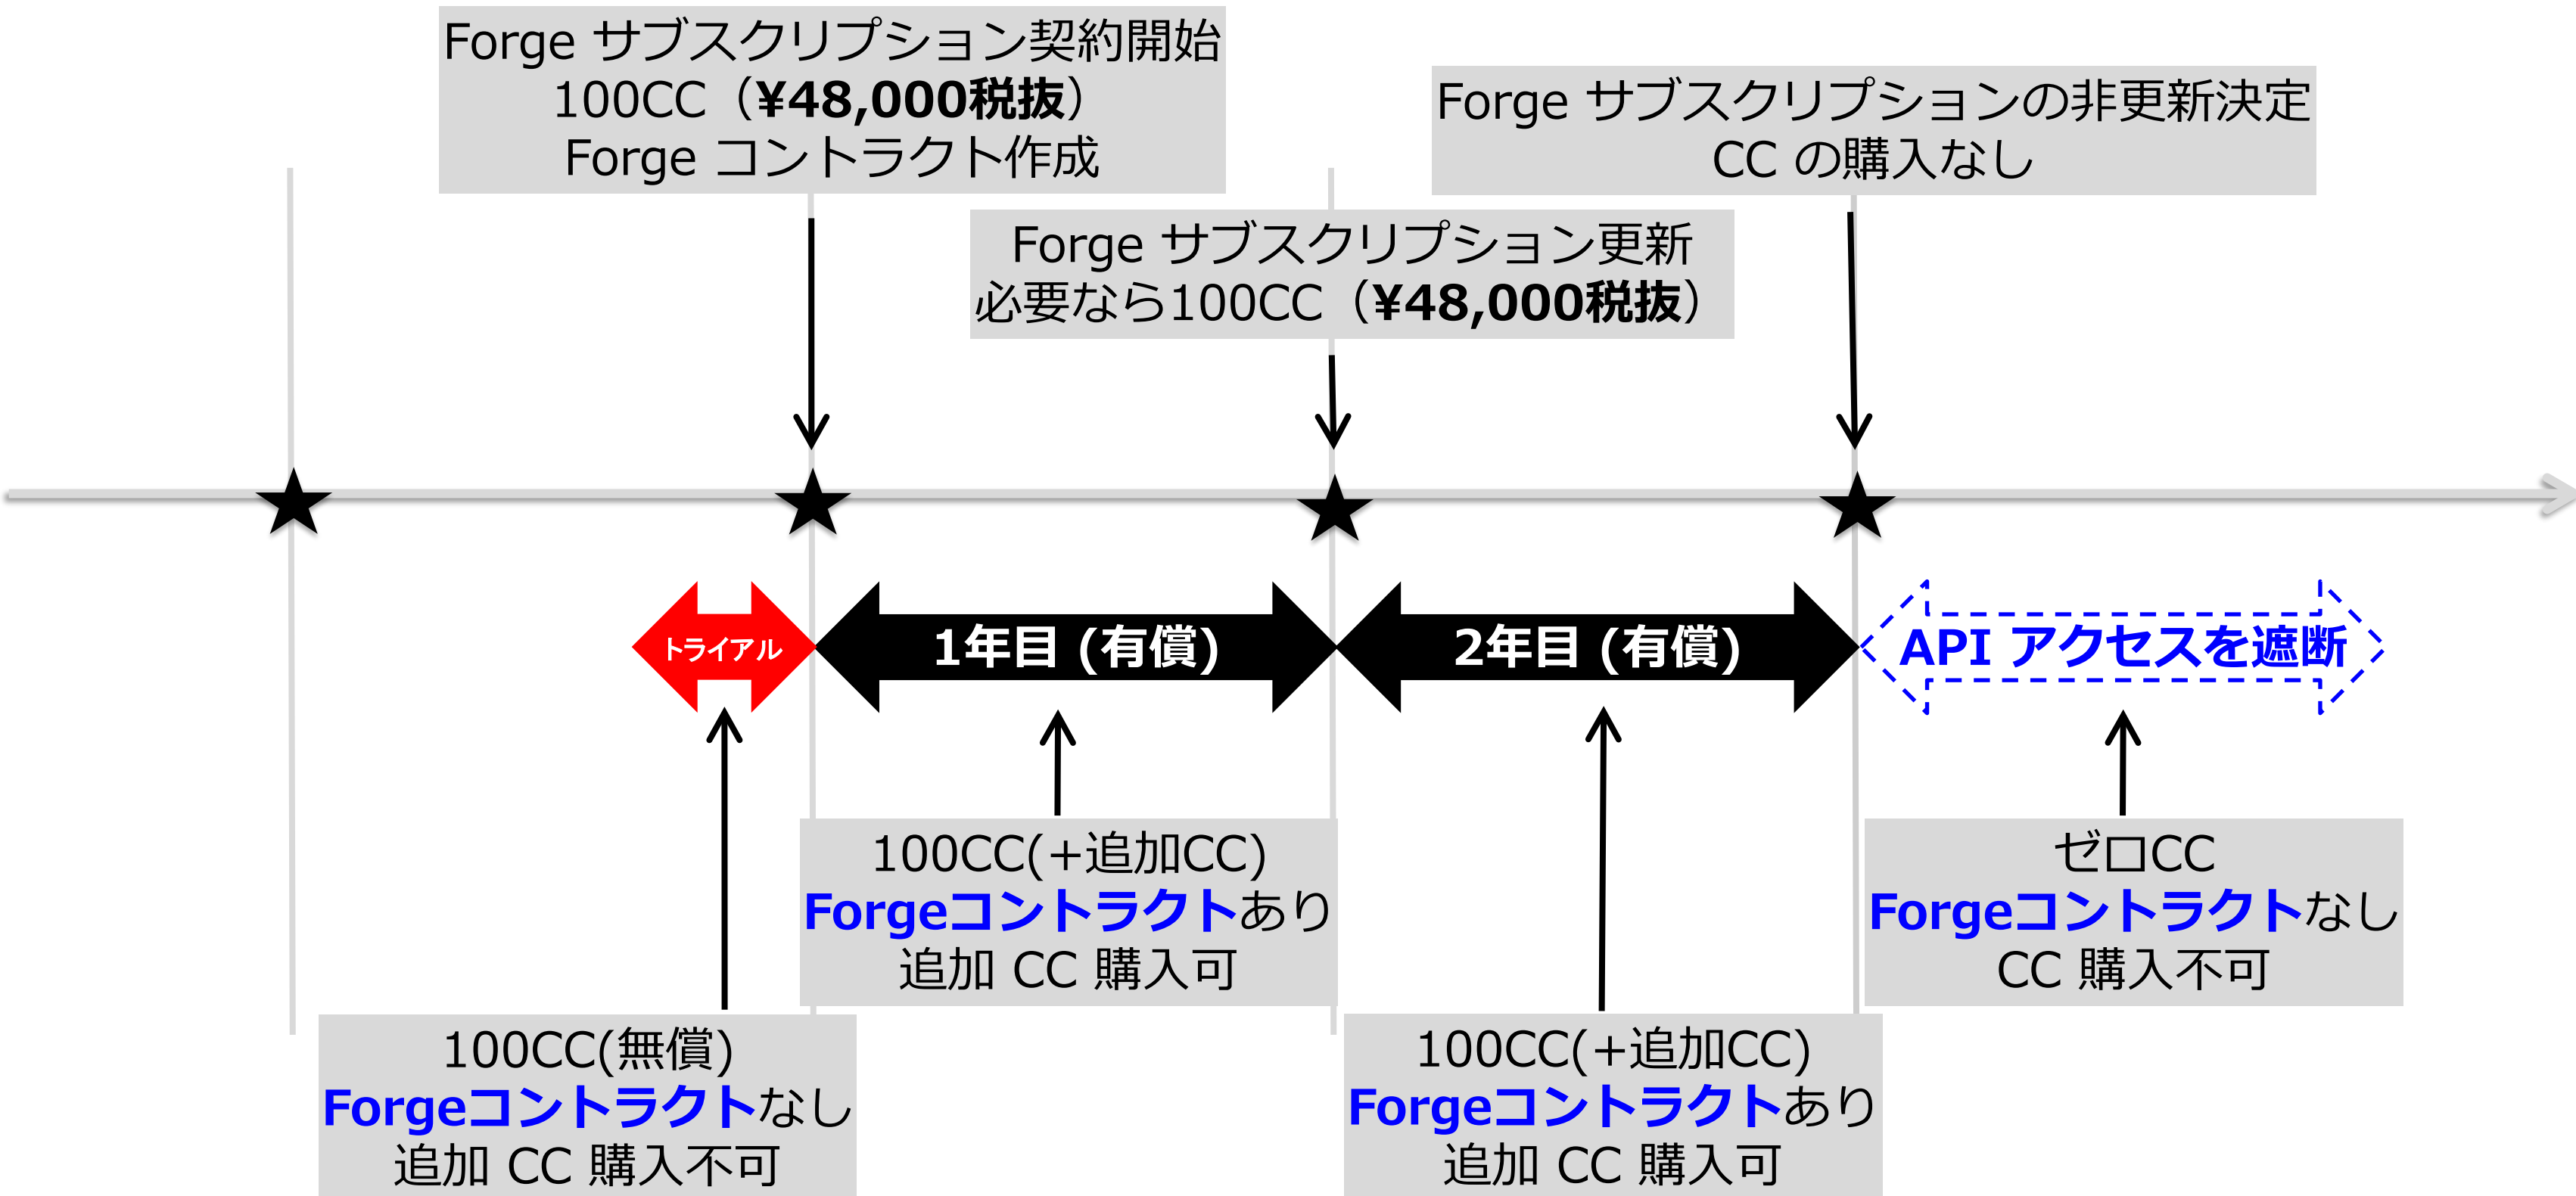 Forge サブスクリプション契約開始
100CC（¥48,000税抜）
Forge コントラクト作成
Forge サブスクリプションの非更新決定
CC の購入なし
Forge サブスクリプション更新
必要なら100CC（¥48,000税抜）
トライアル
1年目 (有償)
2年目 (有償)
API アクセスを遮断
100CC(+追加CC)
Forgeコントラクトあり
追加 CC 購入可
ゼロCC
Forgeコントラクトなし
CC 購入不可
100CC(無償)
Forgeコントラクトなし
追加 CC 購入不可
100CC(+追加CC)
Forgeコントラクトあり
追加 CC 購入可